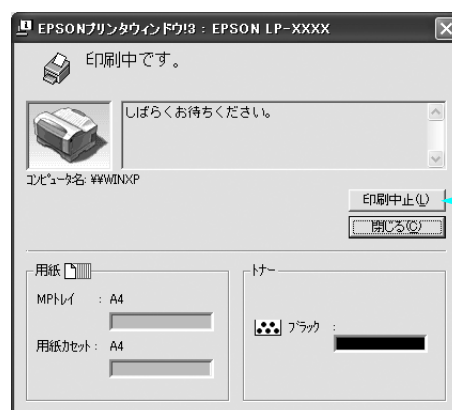 EPSONプリンタウィンドウ!3 : EPSON LP-XXXX
印刷中です。
しばらくお待ちください。
コンピュータ名: ¥¥WINXP
印刷中止(L)
閉じる(C)
用紙
MPトレイ : A4
用紙カセット : A4
トナー
ブラック :